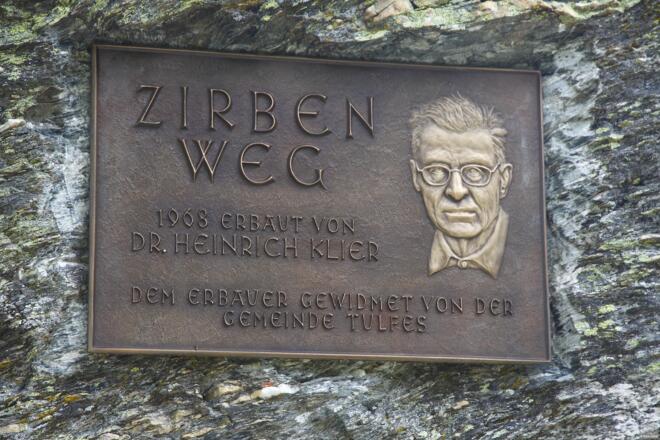 ZIRBEN
WEG
1968 ERBAUT VON
DR. HEINRICH KLIER
DEM ERBAUER GEWIDMET VON DER
GEMEINDE TULFES